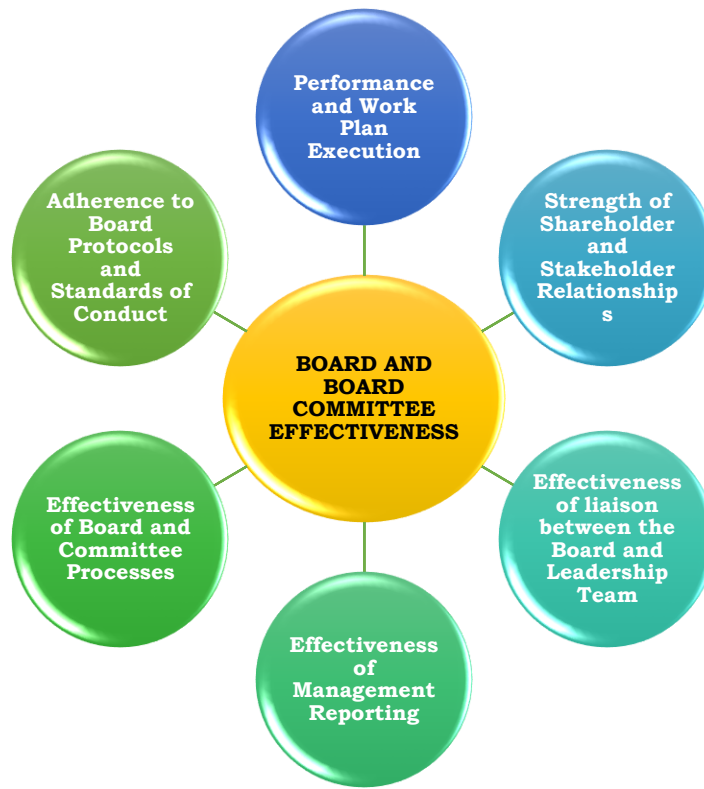 Performance
and Work
Plan
Execution
Adherence to
Board
Protocols
and
Standards of
Conduct
Strength of
Shareholder
and
Stakeholder
Relationship
s
BOARD AND
BOARD
COMMITTEE
EFFECTIVENESS
Effectiveness
of Board and
Committee
Processes
Effectiveness
of liaison
between the
Board and
Leadership
Team
Effectiveness
of
Management
Reporting